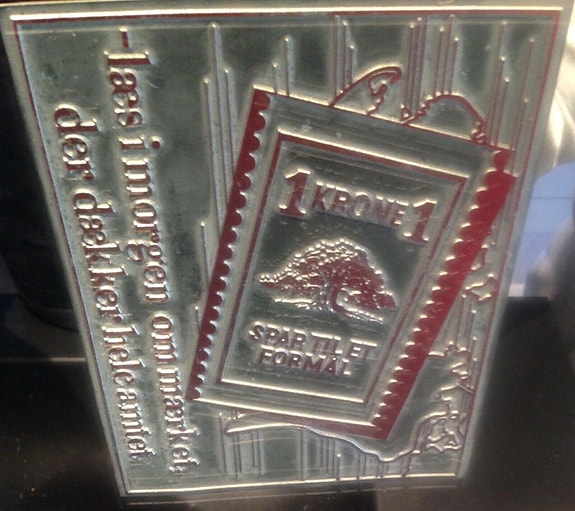 -læs i morgen om mærket,
der dækker hele amtet.
1 KRONE 1
SPAR TIL ET
FORMÅL